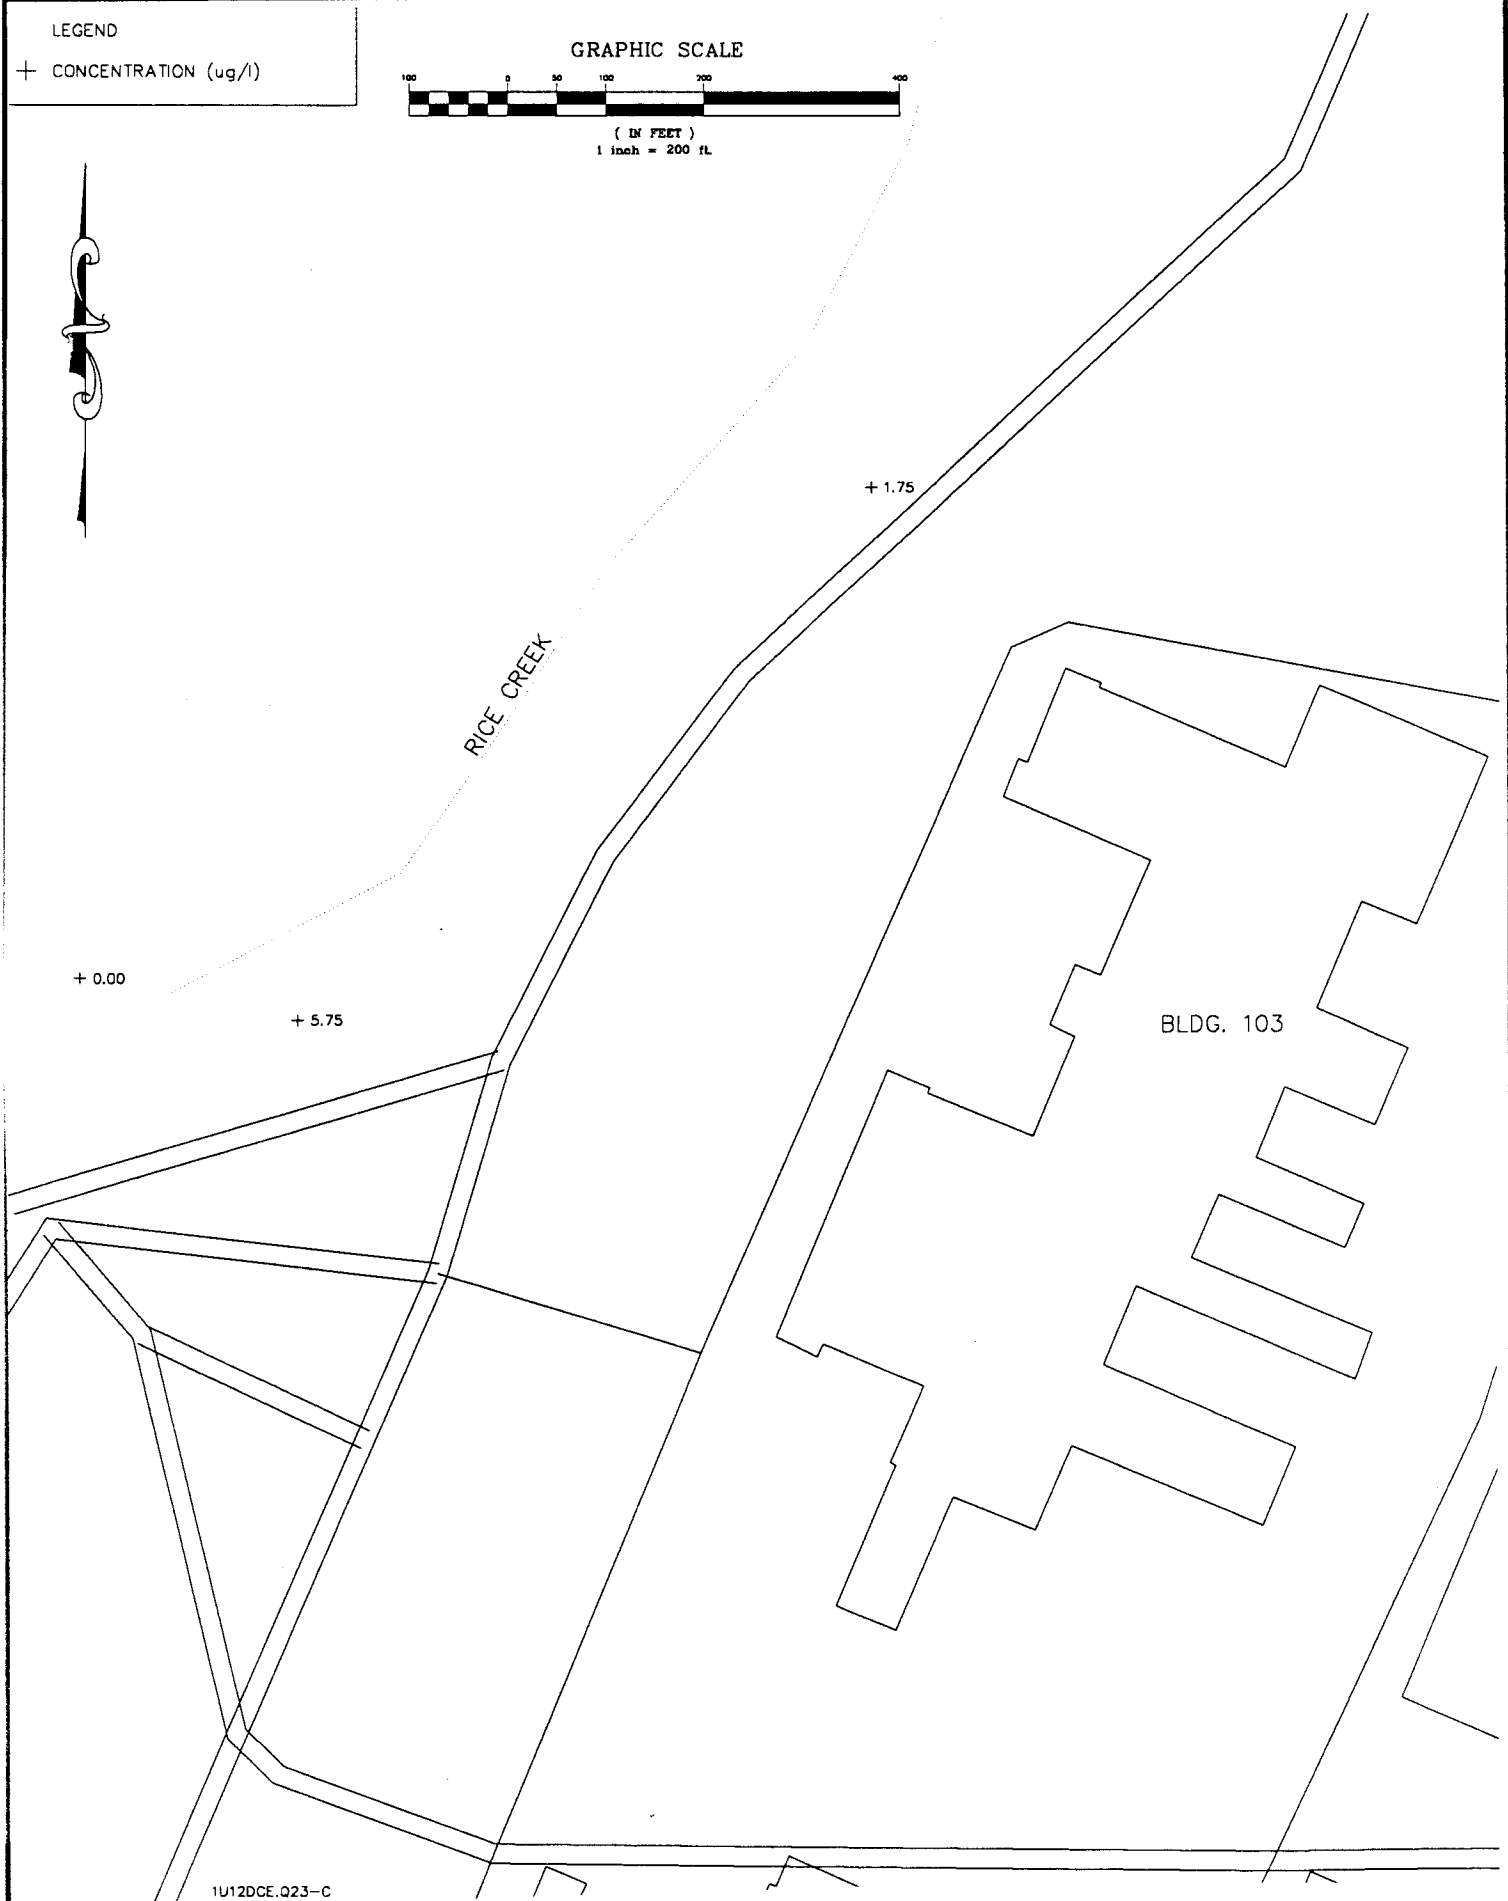 LEGEND
+ CONCENTRATION (ug/l)
GRAPHIC SCALE
100 0 50 100 200 400
( IN FEET )
1 inch = 200 ft.
+ 1.75
RICE CREEK
+ 0.00
+ 5.75
BLDG. 103
1U12DCE.Q23-C